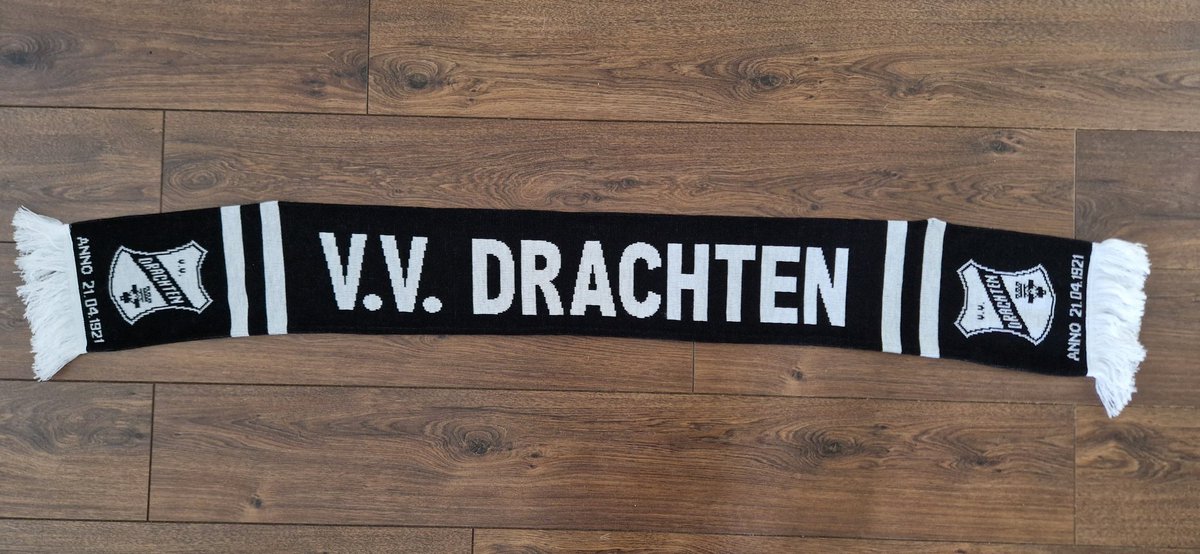 ANNO 21.04.1921
V.V.
DRACHTEN
V.V. DRACHTEN
V.V.
DRACHTEN
ANNO 21.04.1921